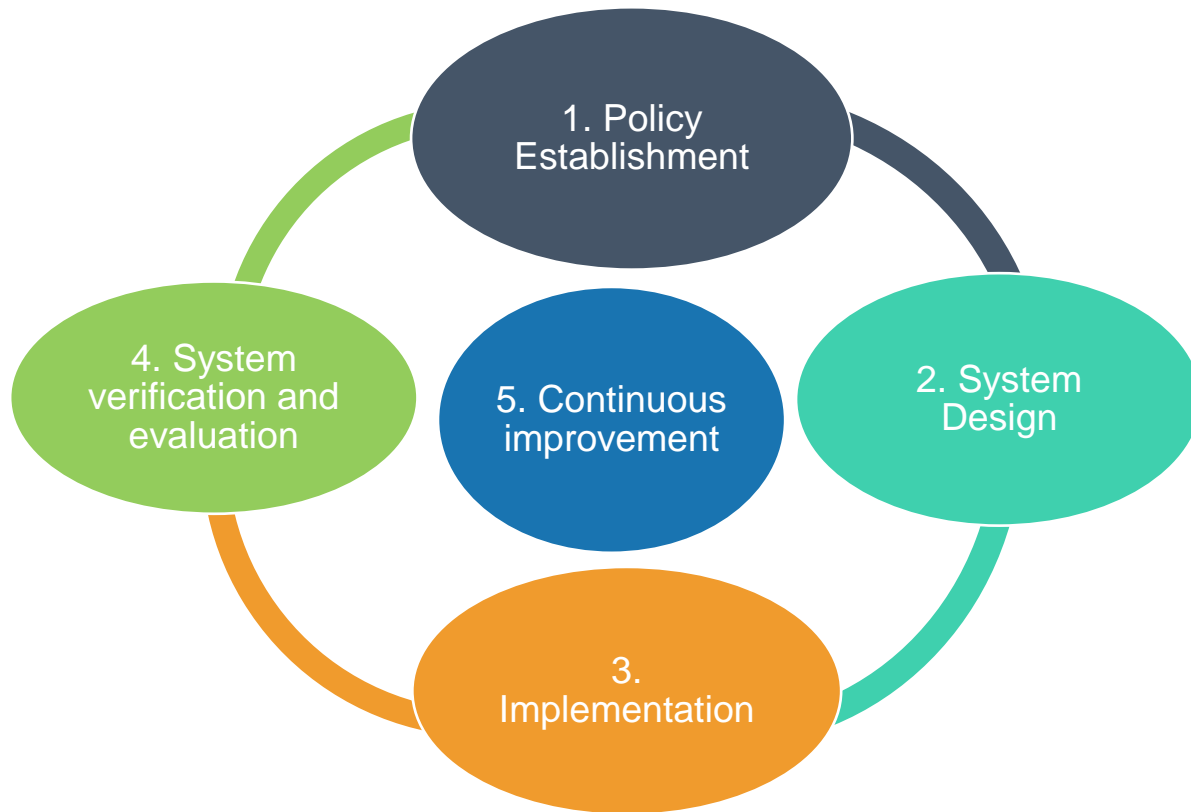 1. Policy
Establishment
2. System
Design
3.
Implementation
4. System
verification and
evaluation
5. Continuous
improvement